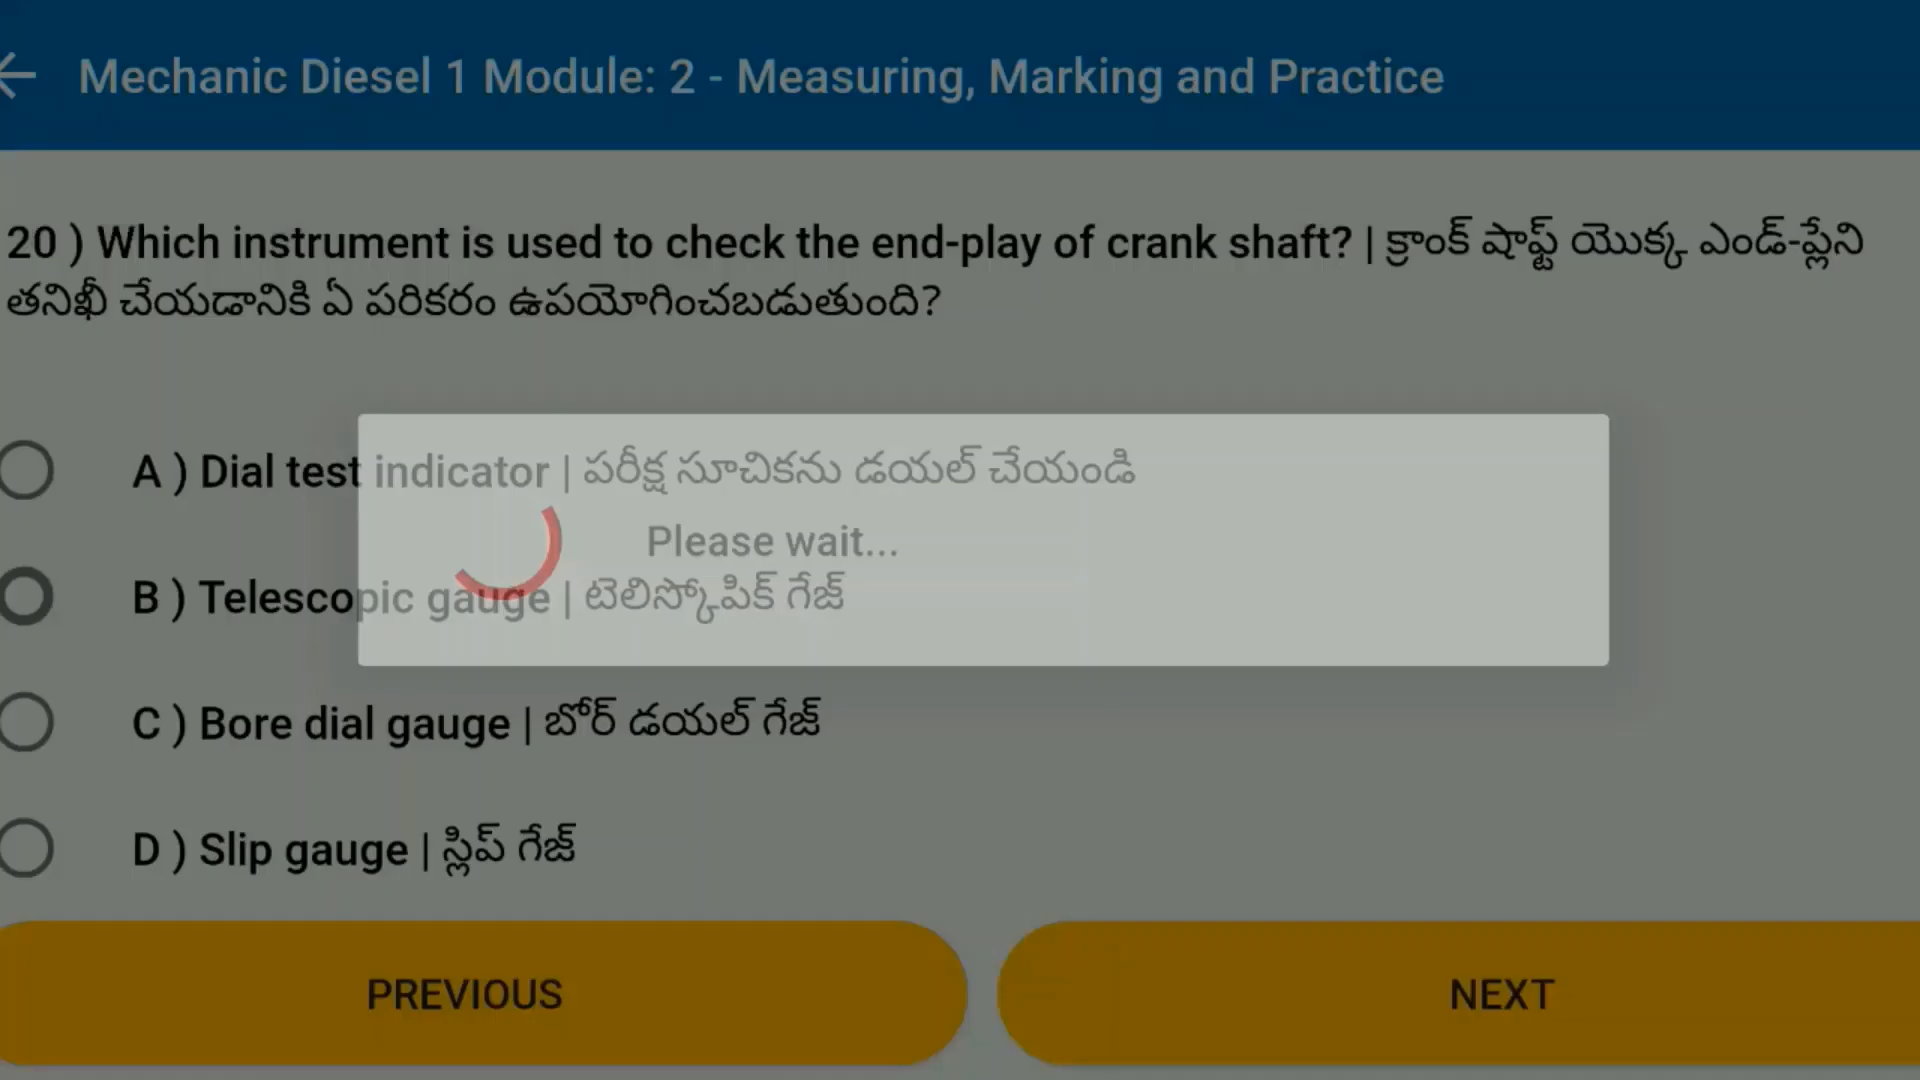 Mechanic Diesel 1 Module: 2 - Measuring, Marking and Practice
20 ) Which instrument is used to check the end-play of crank shaft? | క్రాంక్ షాఫ్ట్ యొక్క ఎండ్-ప్లేని
తనిఖీ చేయడానికి ఏ పరికరం ఉపయోగించబడుతుంది?
A ) Dial test indicator | పరీక్ష సూచికను డయల్ చేయండి
Please wait...
B ) Telescopic gauge | టెలిస్కోపిక్ గేజ్
C ) Bore dial gauge | బోర్ డయల్ గేజ్
D ) Slip gauge | స్లిప్ గేజ్
PREVIOUS
NEXT